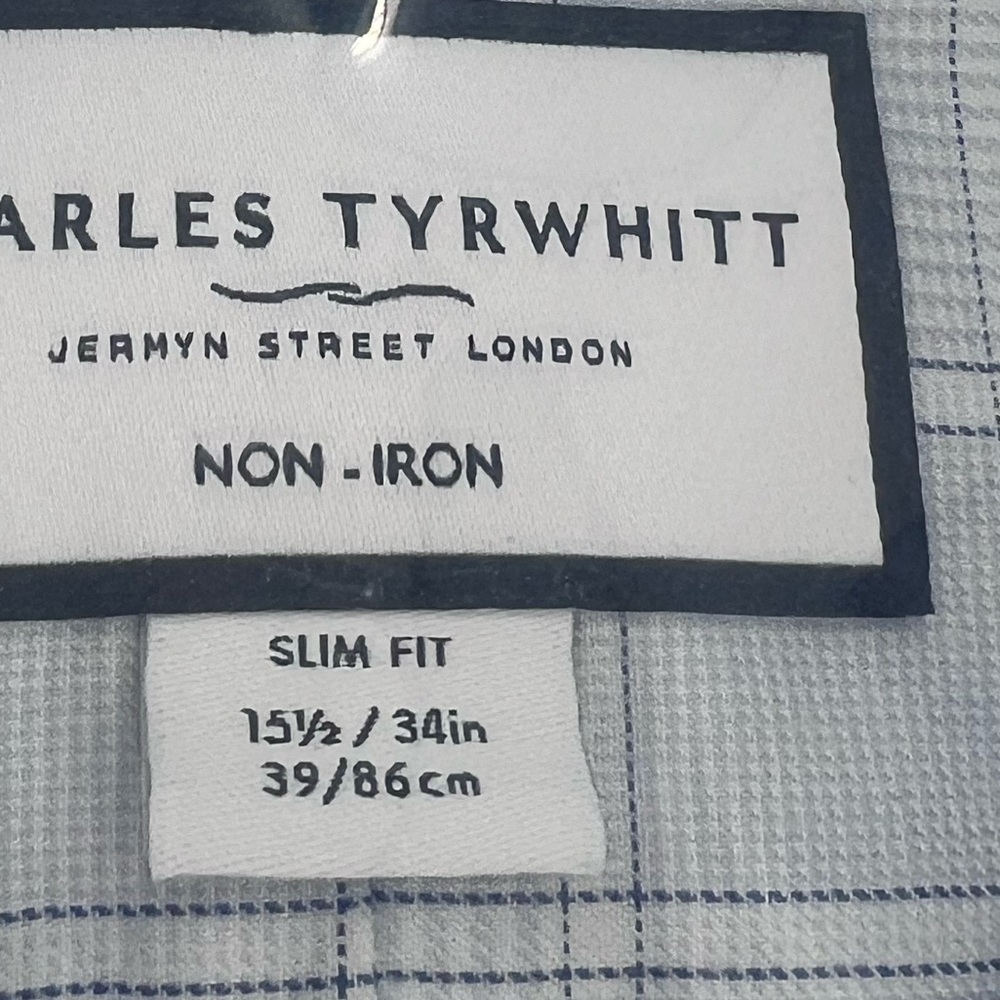 ARLES TYRWHITT
JERMYN STREET LONDON
NON - IRON
SLIM FIT
15½ / 34in
39/86cm